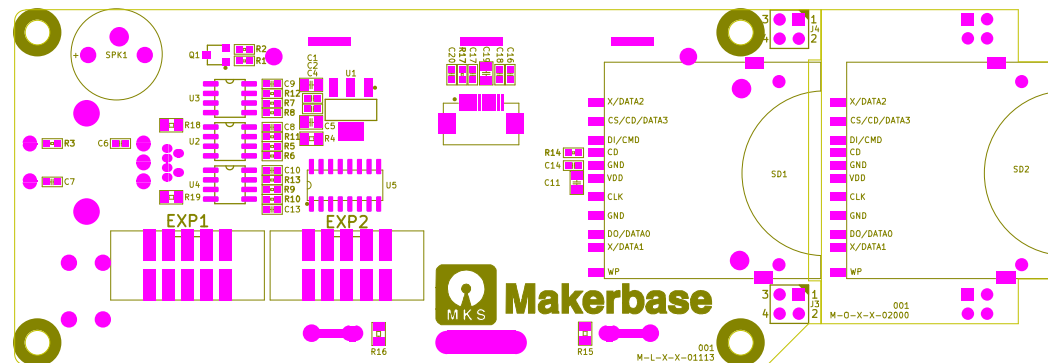 SPK1
+
Q1
R2
R1
C1
C2
C4
U1
C20
R17
C17
C19
C18
C16
3
1
4
2
J4
U3
C9
R12
R7
R8
R18
U2
C8
R11
R5
R6
C5
R4
R3
C6
C7
U4
C10
R13
R9
R10
C13
R19
U5
R14
C14
C11
X/DATA2
CS/CD/DATA3
DI/CMD
CD
GND
VDD
CLK
GND
DO/DATA0
X/DATA1
WP
SD1
X/DATA2
CS/CD/DATA3
DI/CMD
CD
GND
VDD
CLK
GND
DO/DATA0
X/DATA1
WP
SD2
EXP1
EXP2
MKS
Makerbase
3
1
4
2
J3
001
M-O-X-X-02000
R16
R15
001
M-L-X-X-01113